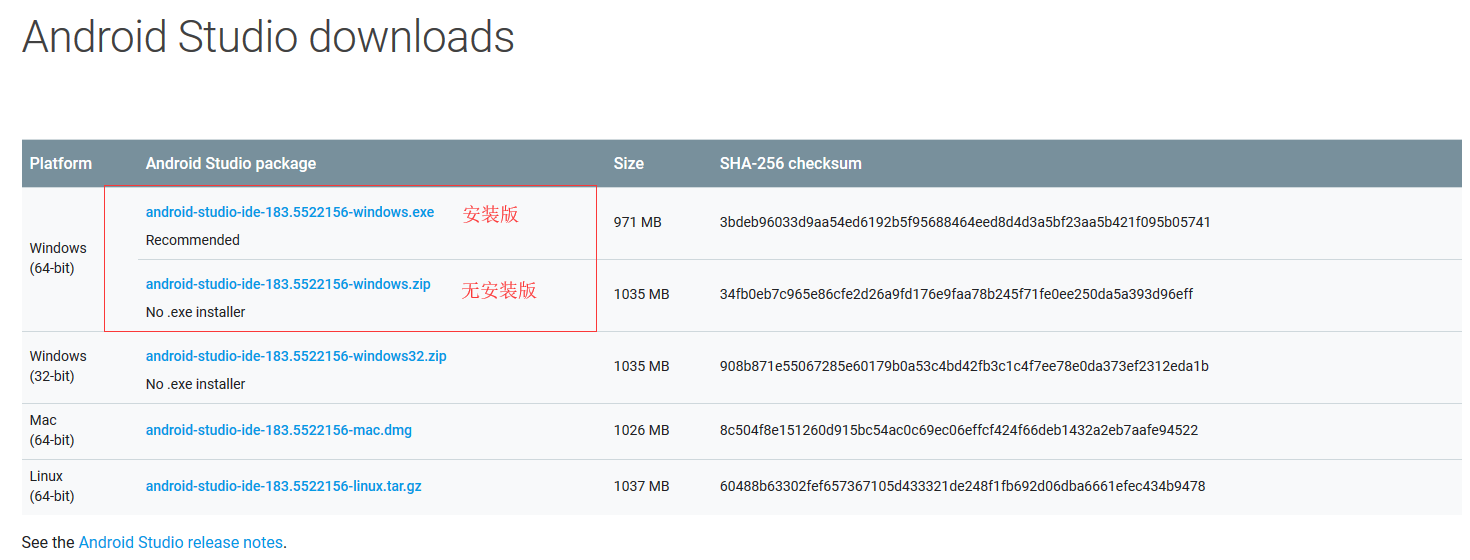 Android Studio downloads
Platform Android Studio package Size SHA-256 checksum
Windows (64-bit)
android-studio-ide-183.5522156-windows.exe 安装版
Recommended
971 MB 3bdeb96033d9aa54ed6192b5f95688464eed8d4d3a5bf23aa5b421f095b05741
android-studio-ide-183.5522156-windows.zip 无安装版
No .exe installer
1035 MB 34fb0eb7c965e86cfe2d26a9fd176e9faa78b245f71fe0ee250da5a393d96eff
Windows (32-bit)
android-studio-ide-183.5522156-windows32.zip
No .exe installer
1035 MB 908b871e55067285e60179b0a53c4bd42fb3c1c4f7ee78e0da373ef2312eda1b
Mac (64-bit)
android-studio-ide-183.5522156-mac.dmg 1026 MB 8c504f8e151260d915bc54ac0c69ec06effcf424f66deb1432a2eb7aafe94522
Linux (64-bit)
android-studio-ide-183.5522156-linux.tar.gz 1037 MB 60488b63302fef657367105d433321de248f1fb692d06dba6661efec434b9478
See the Android Studio release notes.